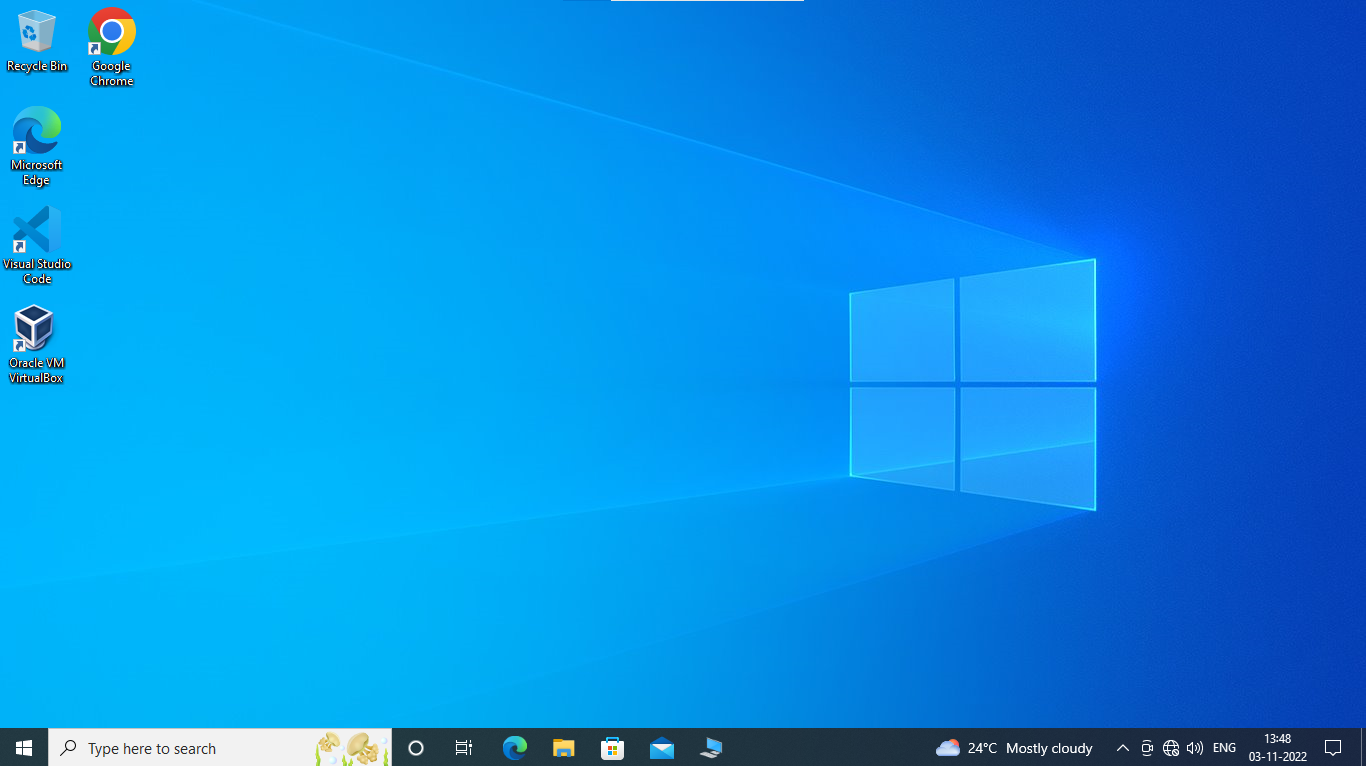 Recycle Bin
Google
Chrome
Microsoft
Edge
Visual Studio
Code
Oracle VM
VirtualBox
Type here to search
24°C Mostly cloudy
ENG
13:48
03-11-2022